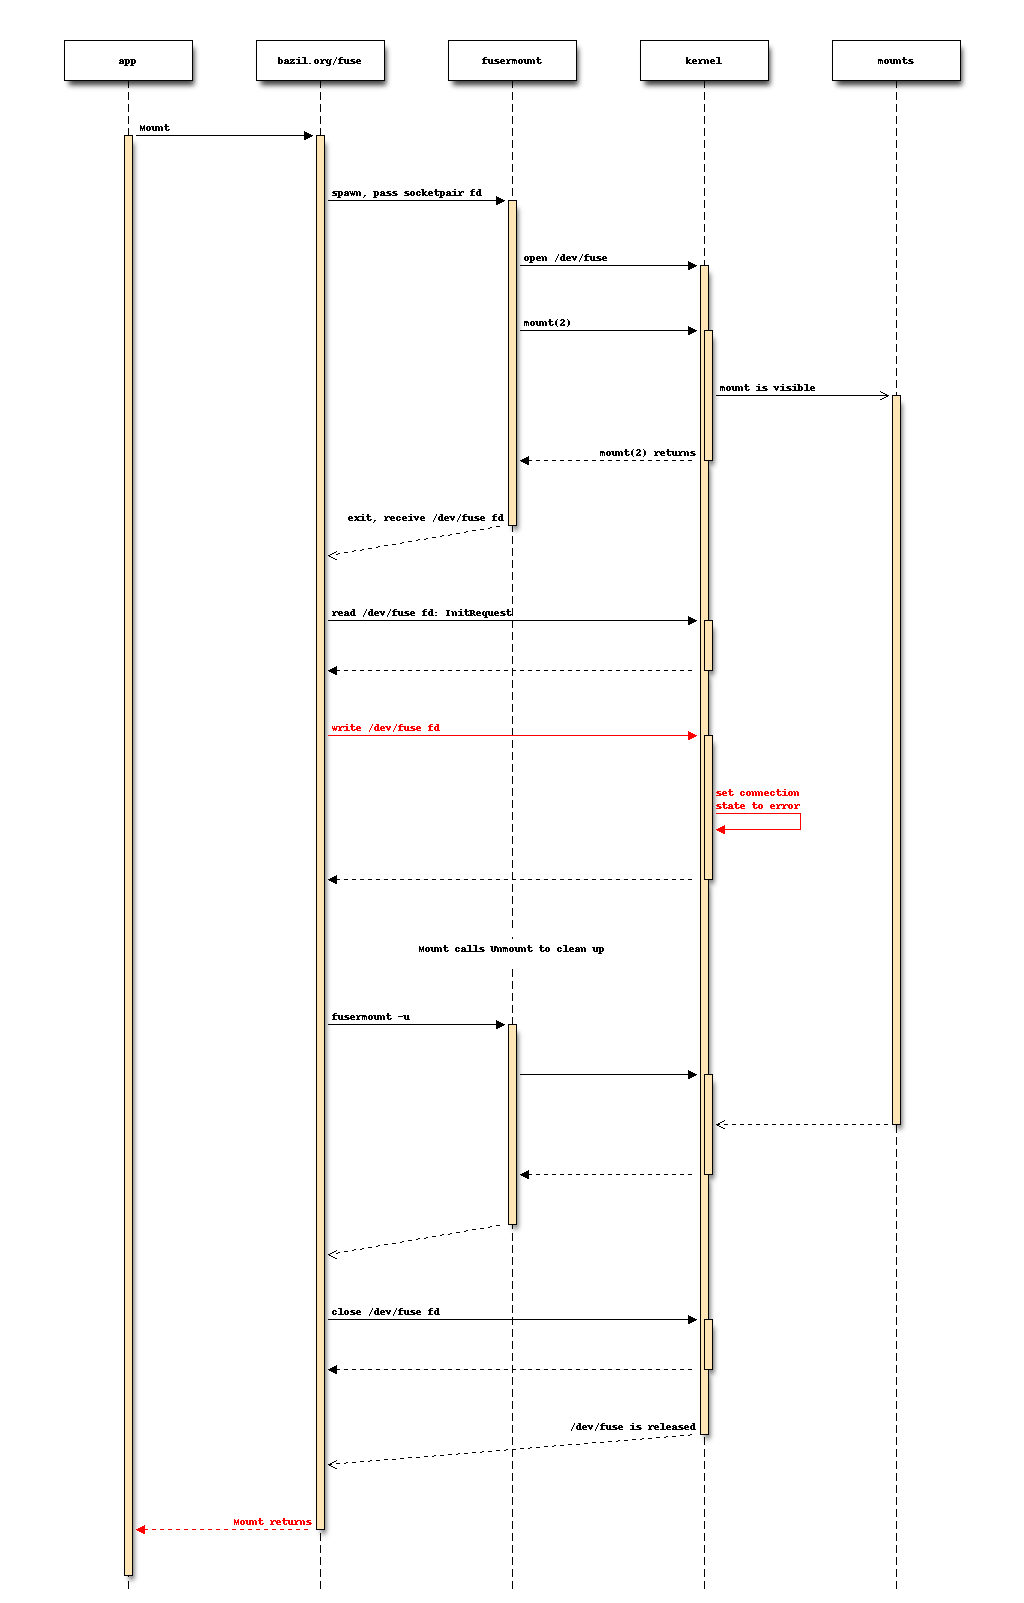 app
bazil.org/fuse
fusermount
kernel
mounts
Mount
spawn, pass socketpair fd
open /dev/fuse
mount(2)
mount is visible
mount(2) returns
exit, receive /dev/fuse fd
read /dev/fuse fd: InitRequest
write /dev/fuse fd
set connection
state to error
Mount calls Unmount to clean up
fusermount -u
close /dev/fuse fd
/dev/fuse is released
Mount returns